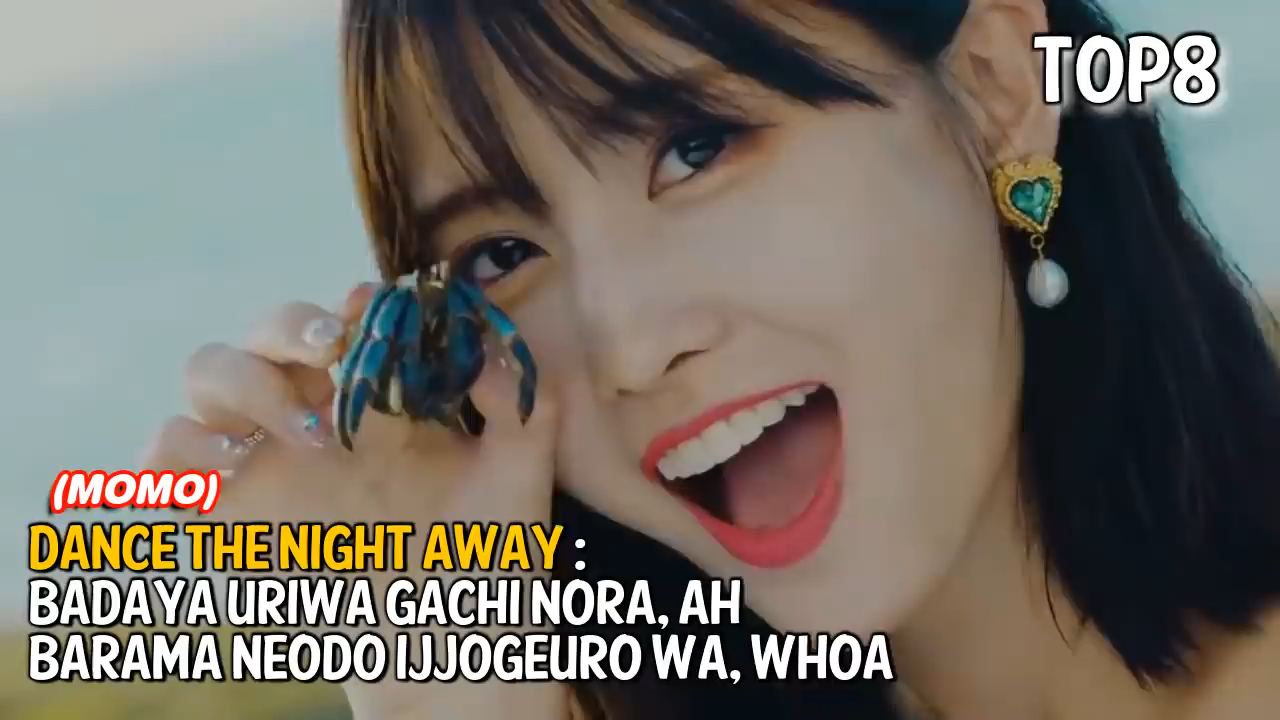 TOP8
(MOMO)
DANCE THE NIGHT AWAY :
BADAYA URIWA GACHI NORA, AH
BARAMA NEODO IJJOGEURO WA, WHOA